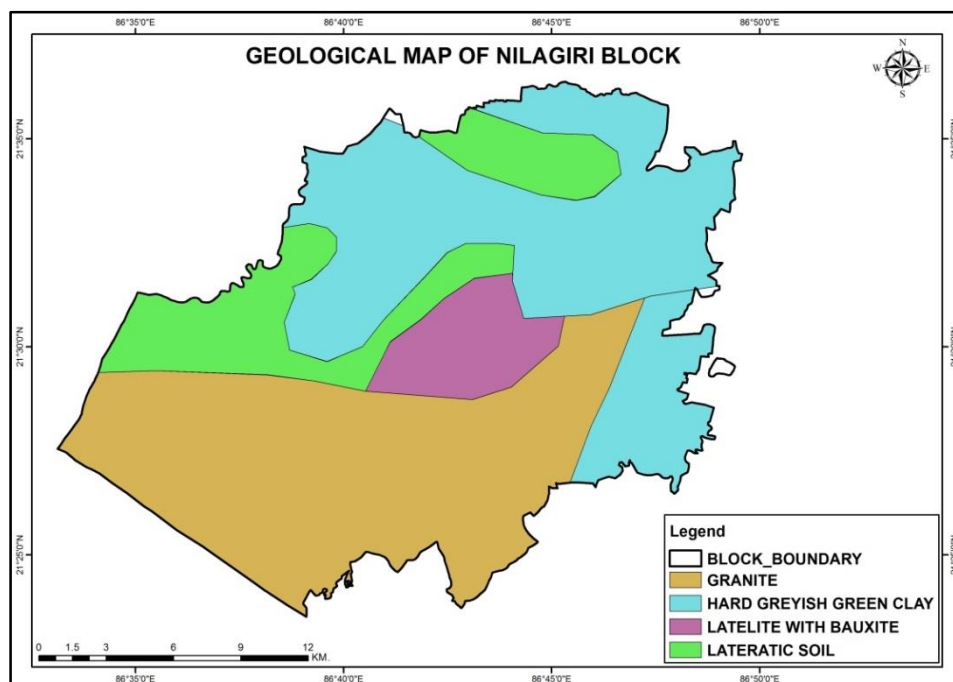 86°35'0"E 86°40'0"E 86°45'0"E 86°50'0"E
GEOLOGICAL MAP OF NILAGIRI BLOCK
N
W E
S
21°35'0"N
21°30'0"N
21°25'0"N
Legend
BLOCK_BOUNDARY
GRANITE
HARD GREYISH GREEN CLAY
LATELITE WITH BAUXITE
LATERATIC SOIL
0 1.5 3 6 9 12
KM.
86°35'0"E 86°40'0"E 86°45'0"E 86°50'0"E